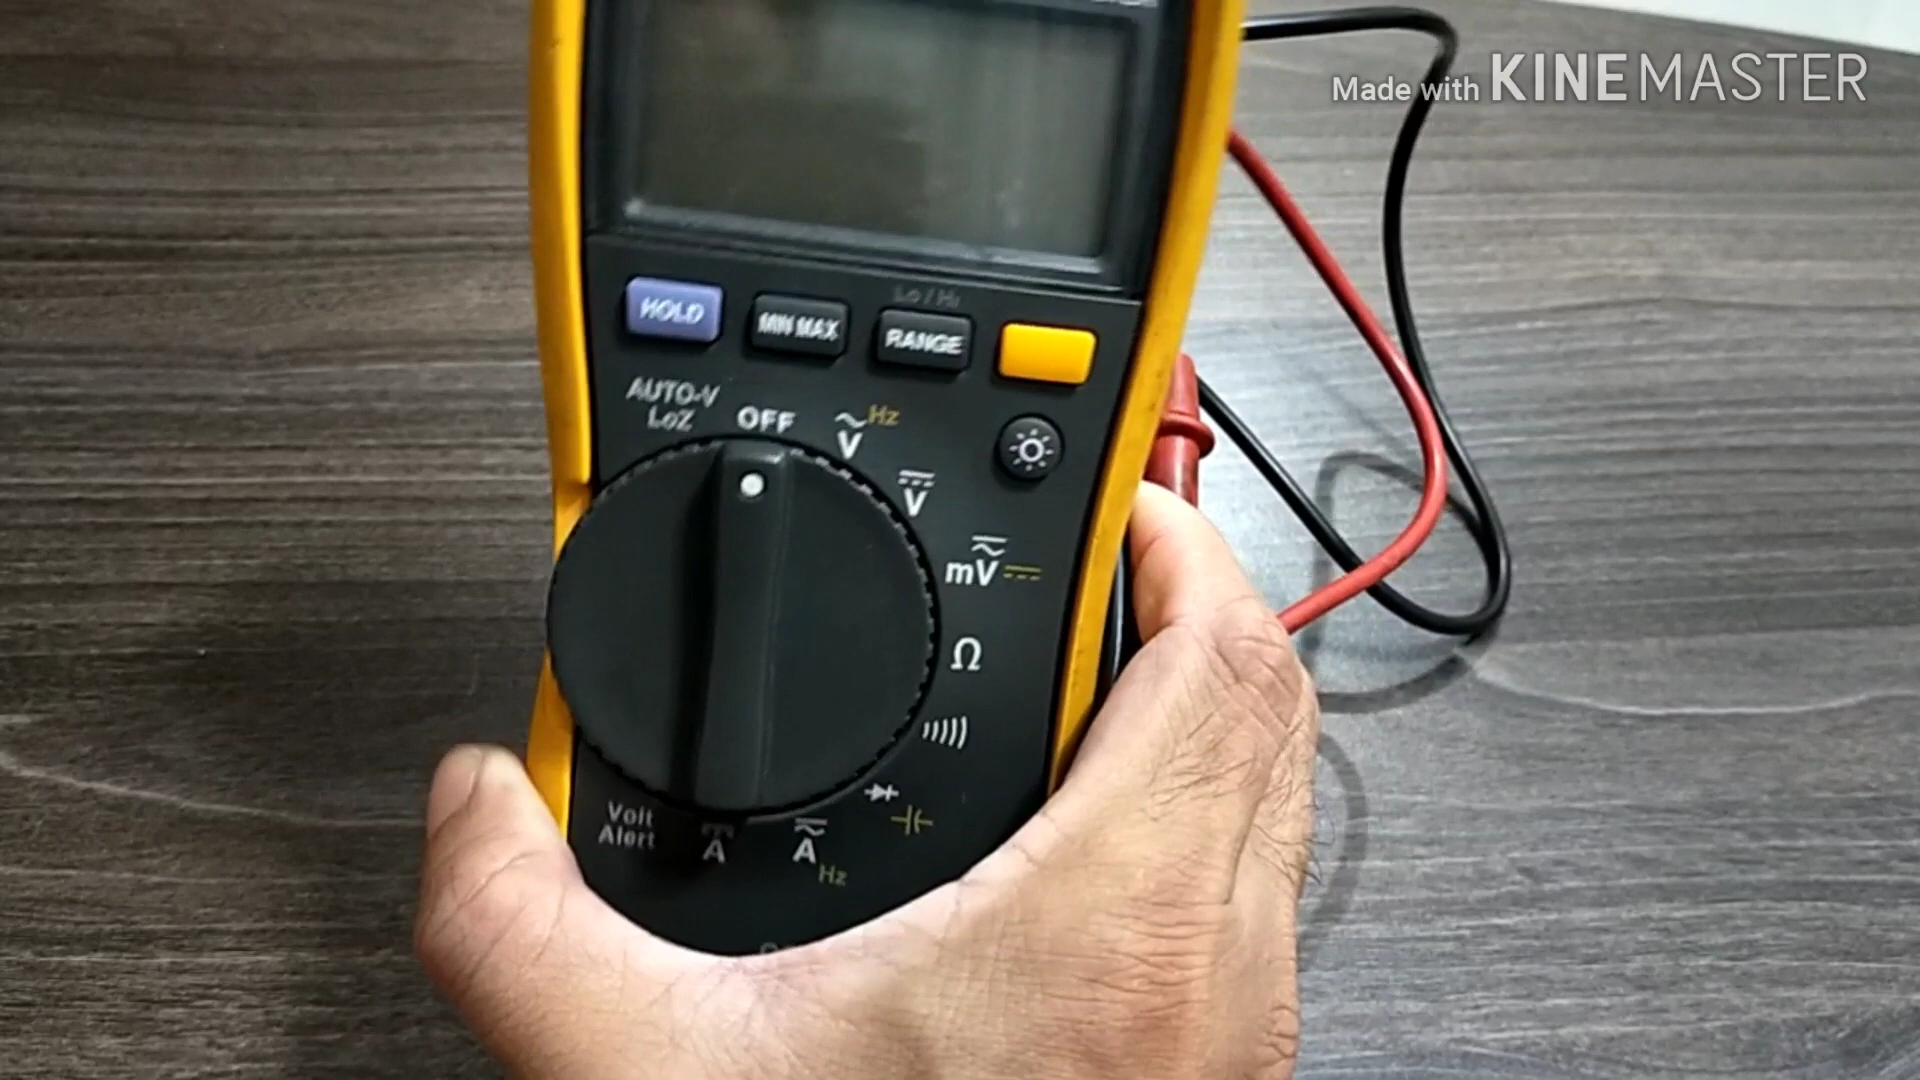 Made with KINEMASTER
Lo / Hi
HOLD
MIN MAX
RANGE
AUTO-V
LoZ
OFF
V
Hz
V
mV
Ω
Volt
Alert
A
A
Hz